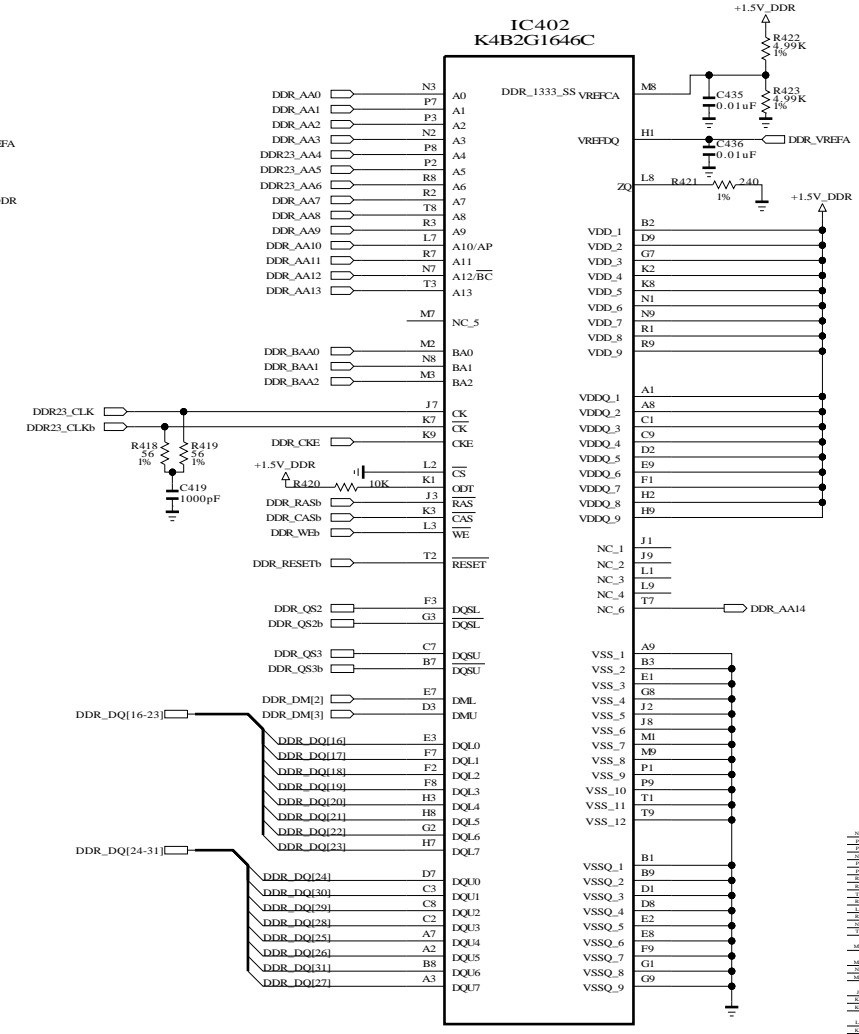 +1.5V_DDR
IC402
K4B2G1646C
R422
4.99K
1%
DDR_1333_SS
VREFCA M8
C435
0.01uF
R423
4.99K
1%
VREFDQ H1
DDR_VREFA
C436
0.01uF
ZQ L8
R421 240
1%
+1.5V_DDR
DDR_AA0 N3 A0
DDR_AA1 P7 A1
DDR_AA2 P3 A2
DDR_AA3 N2 A3
DDR23_AA4 P8 A4
DDR23_AA5 P2 A5
DDR23_AA6 R8 A6
DDR_AA7 R2 A7
DDR_AA8 T8 A8
DDR_AA9 R3 A9
DDR_AA10 L7 A10/AP
DDR_AA11 R7 A11
DDR_AA12 N7 A12/BC
DDR_AA13 T3 A13
M7 NC_5
DDR_BAA0 M2 BA0
DDR_BAA1 N8 BA1
DDR_BAA2 M3 BA2
DDR23_CLK J7 CK
DDR23_CLKb K7 CK
DDR_CKE K9 CKE
R418
56
1%
R419
56
1%
C419
1000pF
+1.5V_DDR
L2 CS
R420 10K K1 ODT
DDR_RASb J3 RAS
DDR_CASb K3 CAS
DDR_WEb L3 WE
DDR_RESETb T2 RESET
DDR_QS2 F3 DQSL
DDR_QS2b G3 DQSL
DDR_QS3 C7 DQSU
DDR_QS3b B7 DQSU
DDR_DM[2] E7 DML
DDR_DM[3] D3 DMU
DDR_DQ[16-23]
DDR_DQ[16] E3 DQL0
DDR_DQ[17] F7 DQL1
DDR_DQ[18] F2 DQL2
DDR_DQ[19] F8 DQL3
DDR_DQ[20] H3 DQL4
DDR_DQ[21] H8 DQL5
DDR_DQ[22] G2 DQL6
DDR_DQ[23] H7 DQL7
DDR_DQ[24-31]
DDR_DQ[24] D7 DQU0
DDR_DQ[30] C3 DQU1
DDR_DQ[29] C8 DQU2
DDR_DQ[28] C2 DQU3
DDR_DQ[25] A7 DQU4
DDR_DQ[26] A2 DQU5
DDR_DQ[31] B8 DQU6
DDR_DQ[27] A3 DQU7
VDD_1 B2
VDD_2 D9
VDD_3 G7
VDD_4 K2
VDD_5 K8
VDD_6 N1
VDD_7 N9
VDD_8 R1
VDD_9 R9
VDDQ_1 A1
VDDQ_2 A8
VDDQ_3 C1
VDDQ_4 C9
VDDQ_5 D2
VDDQ_6 E9
VDDQ_7 F1
VDDQ_8 H2
VDDQ_9 H9
NC_1 J1
NC_2 J9
NC_3 L1
NC_4 L9
NC_6 T7 DDR_AA14
VSS_1 A9
VSS_2 B3
VSS_3 E1
VSS_4 G8
VSS_5 J2
VSS_6 J8
VSS_7 M1
VSS_8 M9
VSS_9 P1
VSS_10 P9
VSS_11 T1
VSS_12 T9
VSSQ_1 B1
VSSQ_2 B9
VSSQ_3 D1
VSSQ_4 D8
VSSQ_5 E2
VSSQ_6 E8
VSSQ_7 F9
VSSQ_8 G1
VSSQ_9 G9